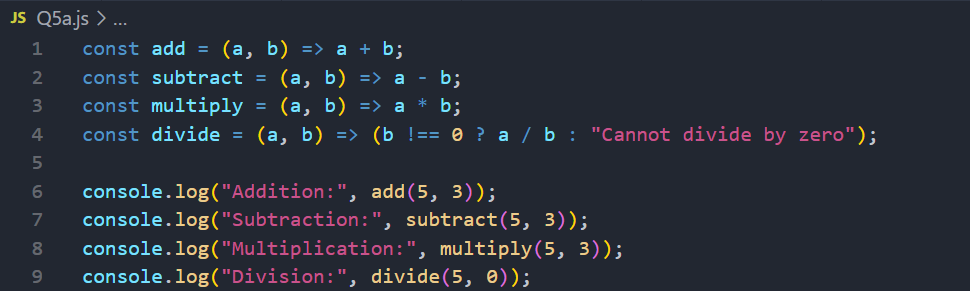 JS Q5a.js > ...
1 const add = (a, b) => a + b;
2 const subtract = (a, b) => a - b;
3 const multiply = (a, b) => a * b;
4 const divide = (a, b) => (b !== 0 ? a / b : "Cannot divide by zero");
5
6 console.log("Addition:", add(5, 3));
7 console.log("Subtraction:", subtract(5, 3));
8 console.log("Multiplication:", multiply(5, 3));
9 console.log("Division:", divide(5, 0));